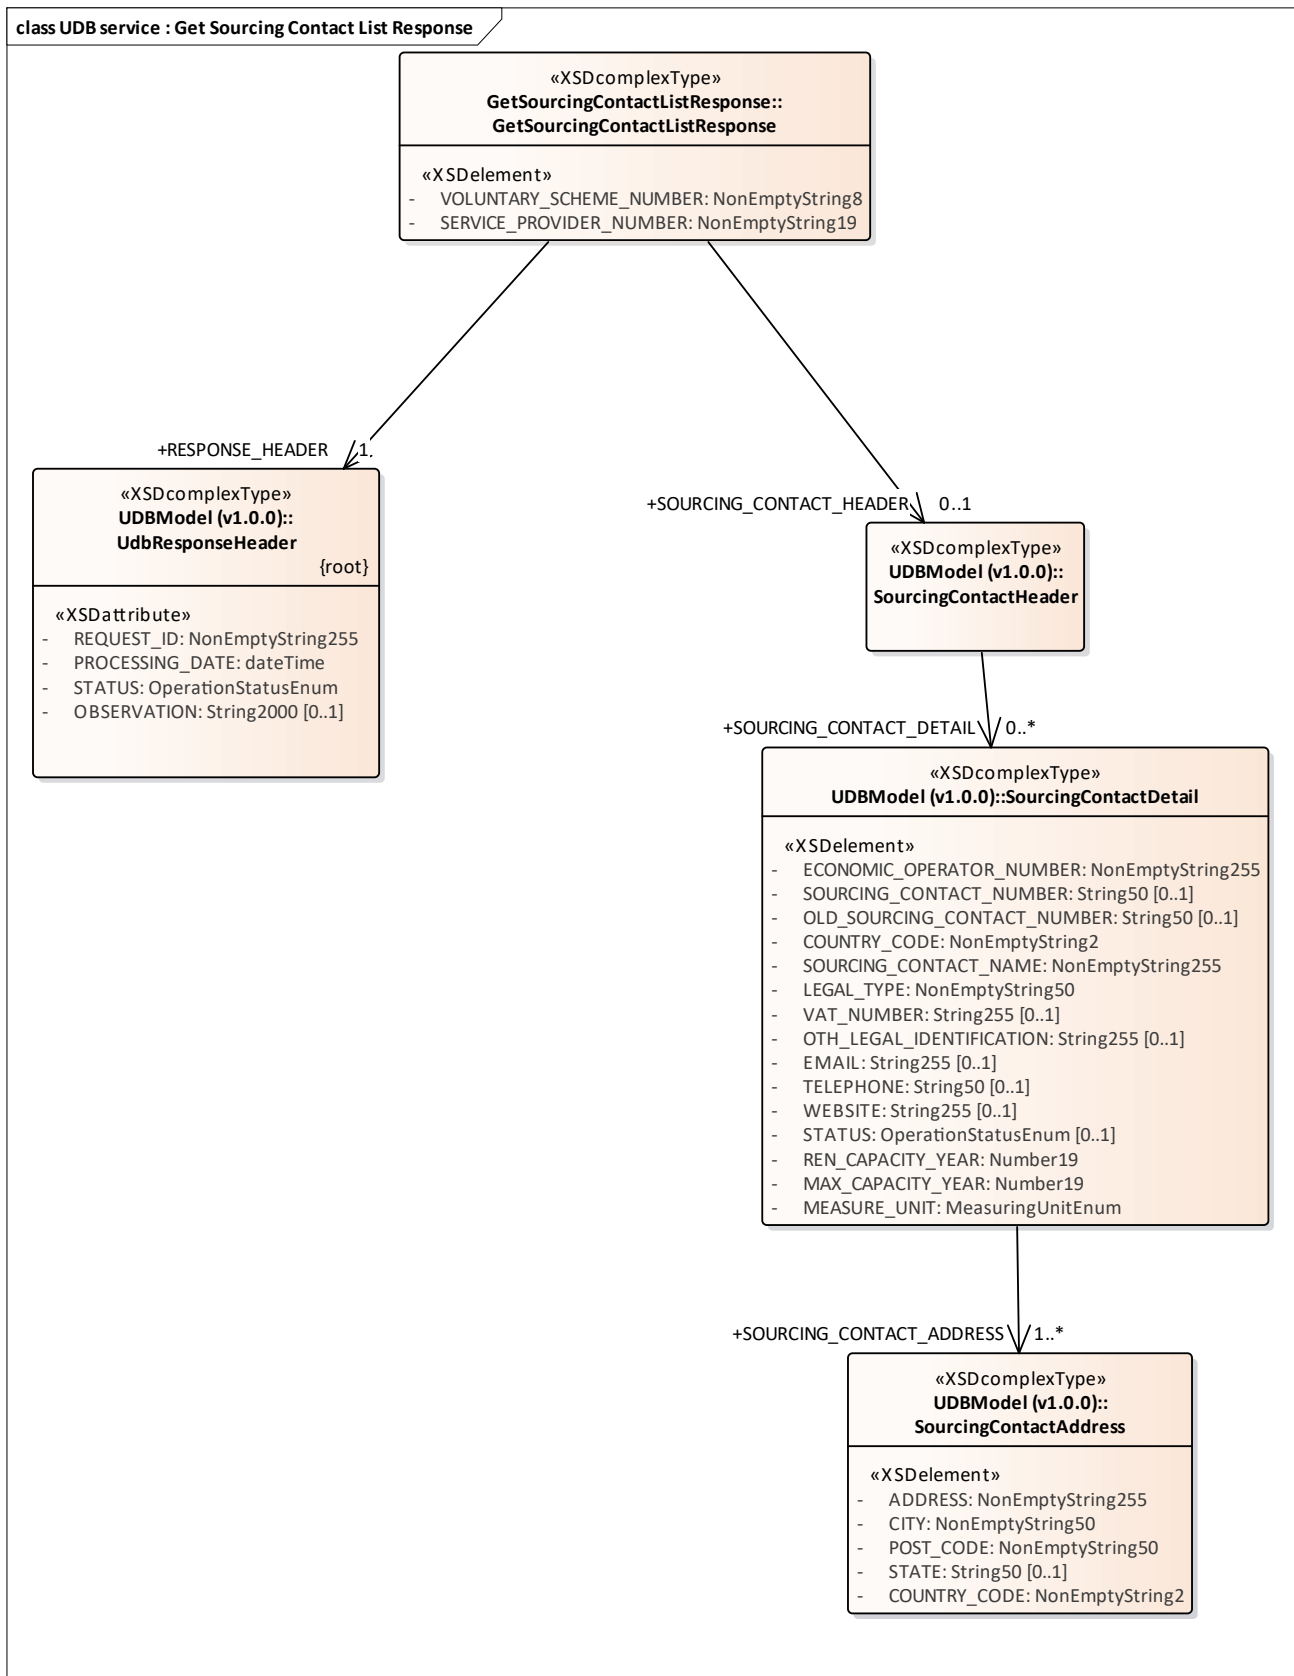 class UDB service : Get Sourcing Contact List Response
«XSDcomplexType»
GetSourcingContactListResponse::
GetSourcingContactListResponse
«XSDelement»
- VOLUNTARY_SCHEME_NUMBER: NonEmptyString8
- SERVICE_PROVIDER_NUMBER: NonEmptyString19
+RESPONSE_HEADER 1.
«XSDcomplexType»
UDBModel (v1.0.0)::
UdbResponseHeader
{root}
«XSDattribute»
- REQUEST_ID: NonEmptyString255
- PROCESSING_DATE: dateTime
- STATUS: OperationStatusEnum
- OBSERVATION: String2000 [0..1]
+SOURCING_CONTACT_HEADER 0..1
«XSDcomplexType»
UDBModel (v1.0.0)::
SourcingContactHeader
+SOURCING_CONTACT_DETAIL 0..*
«XSDcomplexType»
UDBModel (v1.0.0)::SourcingContactDetail
«XSDelement»
- ECONOMIC_OPERATOR_NUMBER: NonEmptyString255
- SOURCING_CONTACT_NUMBER: String50 [0..1]
- OLD_SOURCING_CONTACT_NUMBER: String50 [0..1]
- COUNTRY_CODE: NonEmptyString2
- SOURCING_CONTACT_NAME: NonEmptyString255
- LEGAL_TYPE: NonEmptyString50
- VAT_NUMBER: String255 [0..1]
- OTH_LEGAL_IDENTIFICATION: String255 [0..1]
- EMAIL: String255 [0..1]
- TELEPHONE: String50 [0..1]
- WEBSITE: String255 [0..1]
- STATUS: OperationStatusEnum [0..1]
- REN_CAPACITY_YEAR: Number19
- MAX_CAPACITY_YEAR: Number19
- MEASURE_UNIT: MeasuringUnitEnum
+SOURCING_CONTACT_ADDRESS 1..*
«XSDcomplexType»
UDBModel (v1.0.0)::
SourcingContactAddress
«XSDelement»
- ADDRESS: NonEmptyString255
- CITY: NonEmptyString50
- POST_CODE: NonEmptyString50
- STATE: String50 [0..1]
- COUNTRY_CODE: NonEmptyString2